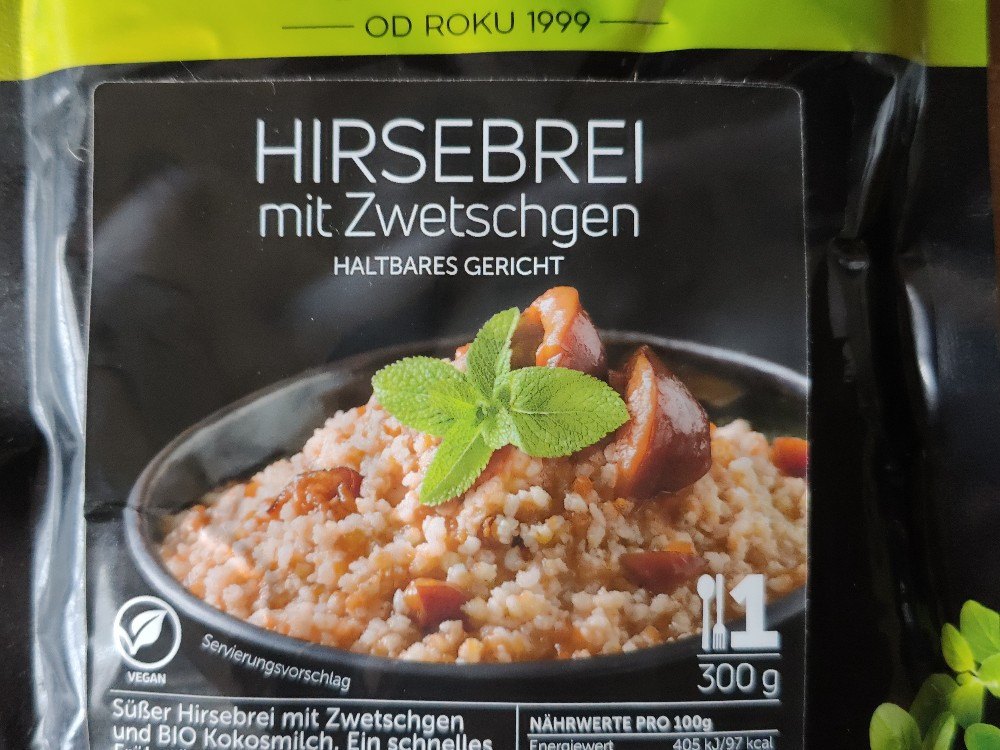 OD ROKU 1999
HIRSEBREI
mit Zwetschgen
HALTBARES GERICHT
1
300 g
VEGAN
Servierungsvorschlag
Süßer Hirsebrei mit Zwetschgen
und BIO Kokosmilch. Ein schnelles
NÄHRWERTE PRO 100g
Energiewert 405 kJ/97 kcal